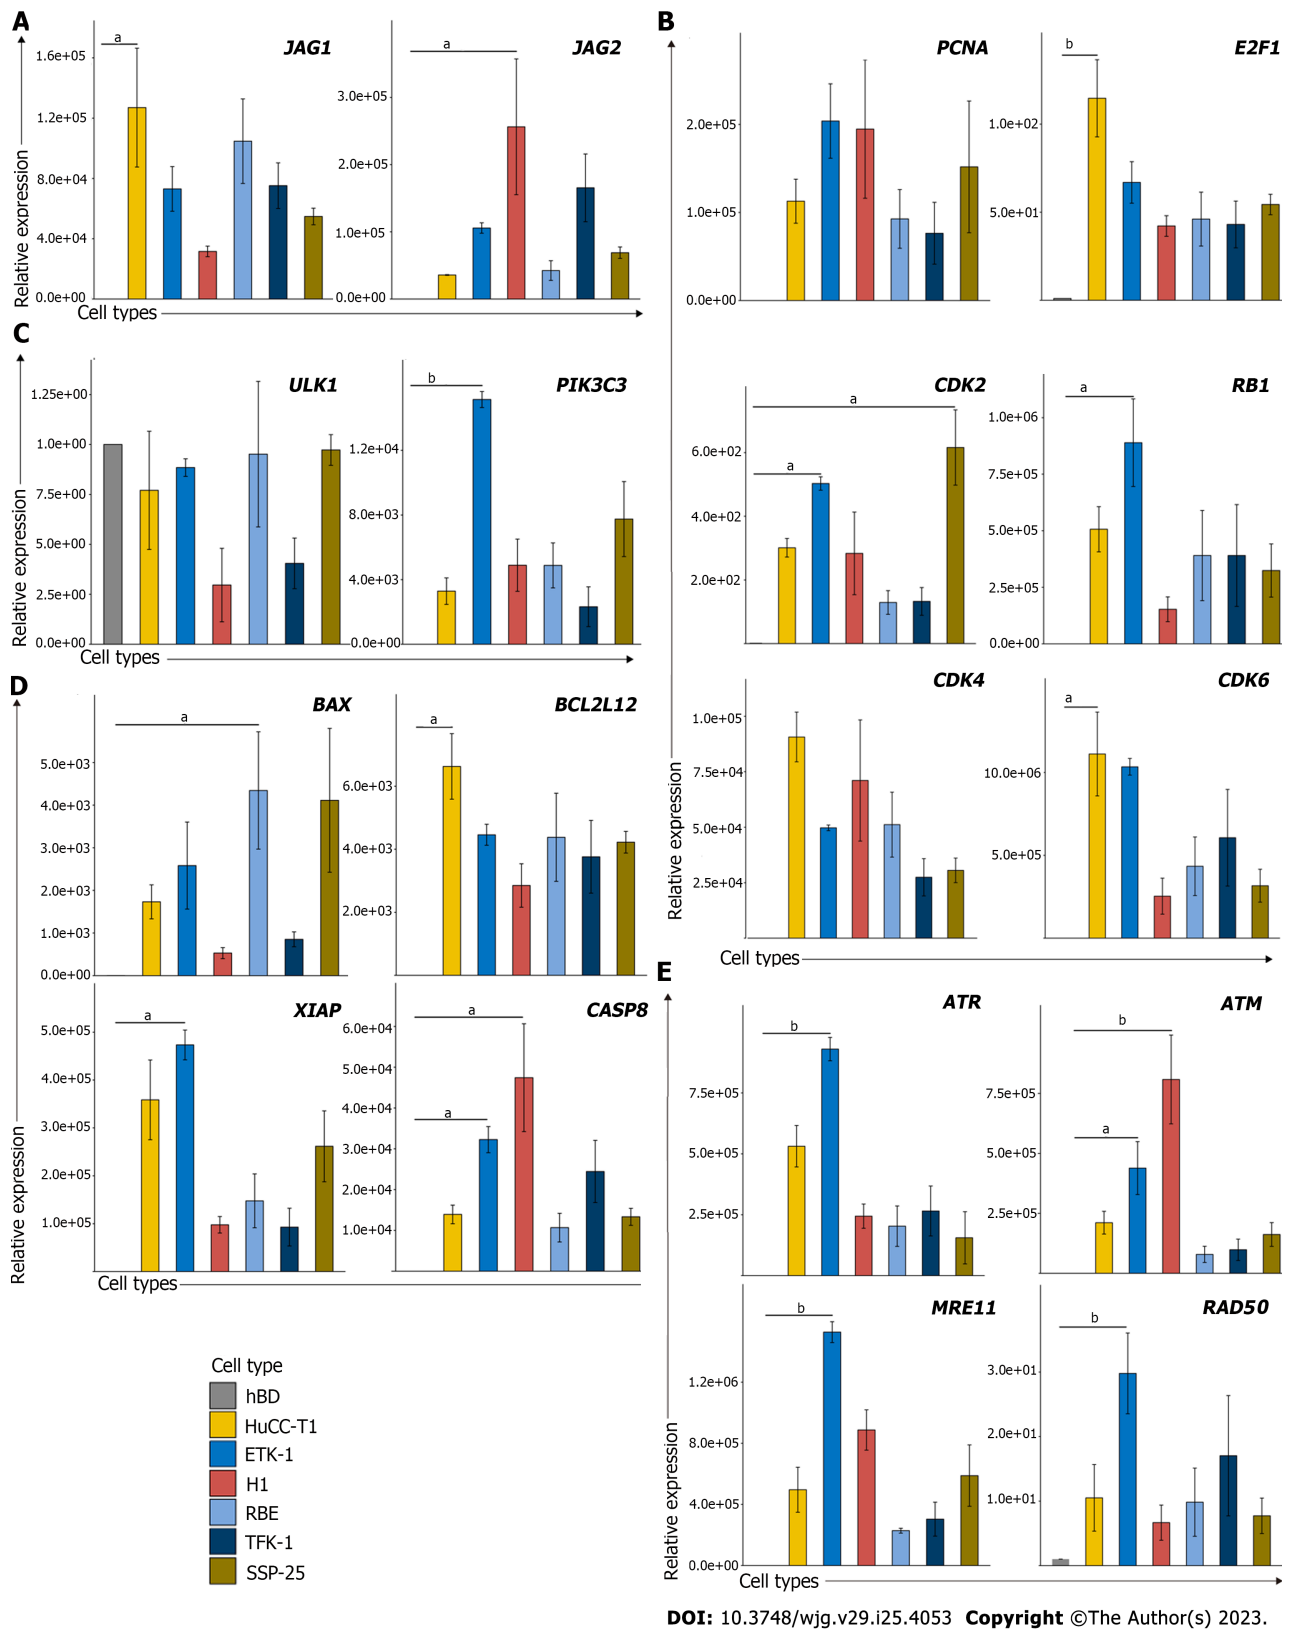 A
JAG1
a
1.6e+05
1.2e+05
8.0e+04
4.0e+04
0.0e+00
JAG2
a
3.0e+05
2.0e+05
1.0e+05
0.0e+00
Relative expression
Cell types
B
PCNA
2.0e+05
1.0e+05
0.0e+00
E2F1
b
1.0e+02
5.0e+01
CDK2
a
a
6.0e+02
4.0e+02
2.0e+02
RB1
a
1.0e+06
7.5e+05
5.0e+05
2.5e+05
0.0e+00
CDK4
1.0e+05
7.5e+04
5.0e+04
2.5e+04
CDK6
a
10.0e+06
5.0e+05
Relative expression
Cell types
C
ULK1
1.25e+00
1.0e+00
7.5e+00
5.0e+00
2.5e+00
0.0e+00
PIK3C3
b
1.2e+04
8.0e+03
4.0e+03
0.0e+00
Relative expression
Cell types
D
BAX
a
5.0e+03
4.0e+03
3.0e+03
2.0e+03
1.0e+03
0.0e+00
BCL2L12
a
6.0e+03
4.0e+03
2.0e+03
XIAP
a
5.0e+05
4.0e+05
3.0e+05
2.0e+05
1.0e+05
CASP8
a
a
6.0e+04
5.0e+04
4.0e+04
3.0e+04
2.0e+04
1.0e+04
Relative expression
Cell types
E
ATR
b
7.5e+05
5.0e+05
2.5e+05
ATM
b
a
7.5e+05
5.0e+05
2.5e+05
MRE11
b
1.2e+06
8.0e+05
4.0e+05
0.0e+00
RAD50
b
3.0e+01
2.0e+01
1.0e+01
Relative expression
Cell types
Cell type
hBD
HuCC-T1
ETK-1
H1
RBE
TFK-1
SSP-25
DOI: 10.3748/wjg.v29.i25.4053 Copyright ©The Author(s) 2023.